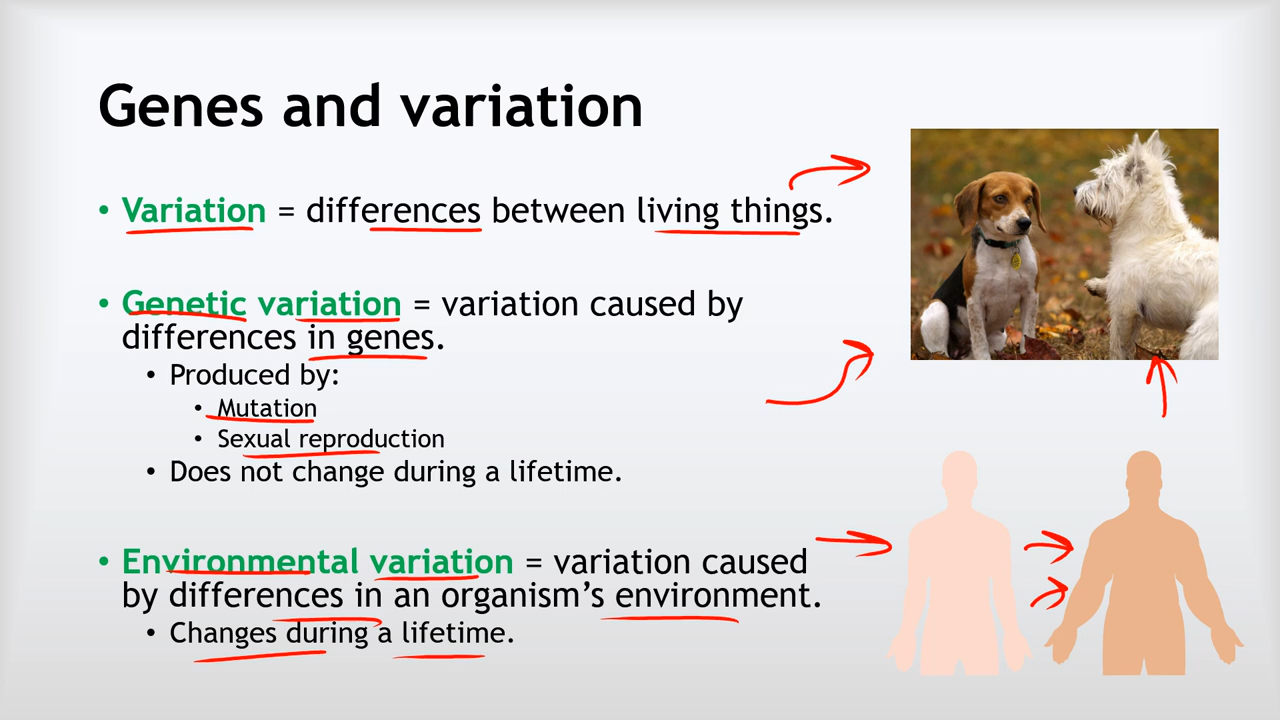 Genes and variation
• Variation = differences between living things.
• Genetic variation = variation caused by
differences in genes.
• Produced by:
• Mutation
• Sexual reproduction
• Does not change during a lifetime.
• Environmental variation = variation caused
by differences in an organism’s environment.
• Changes during a lifetime.